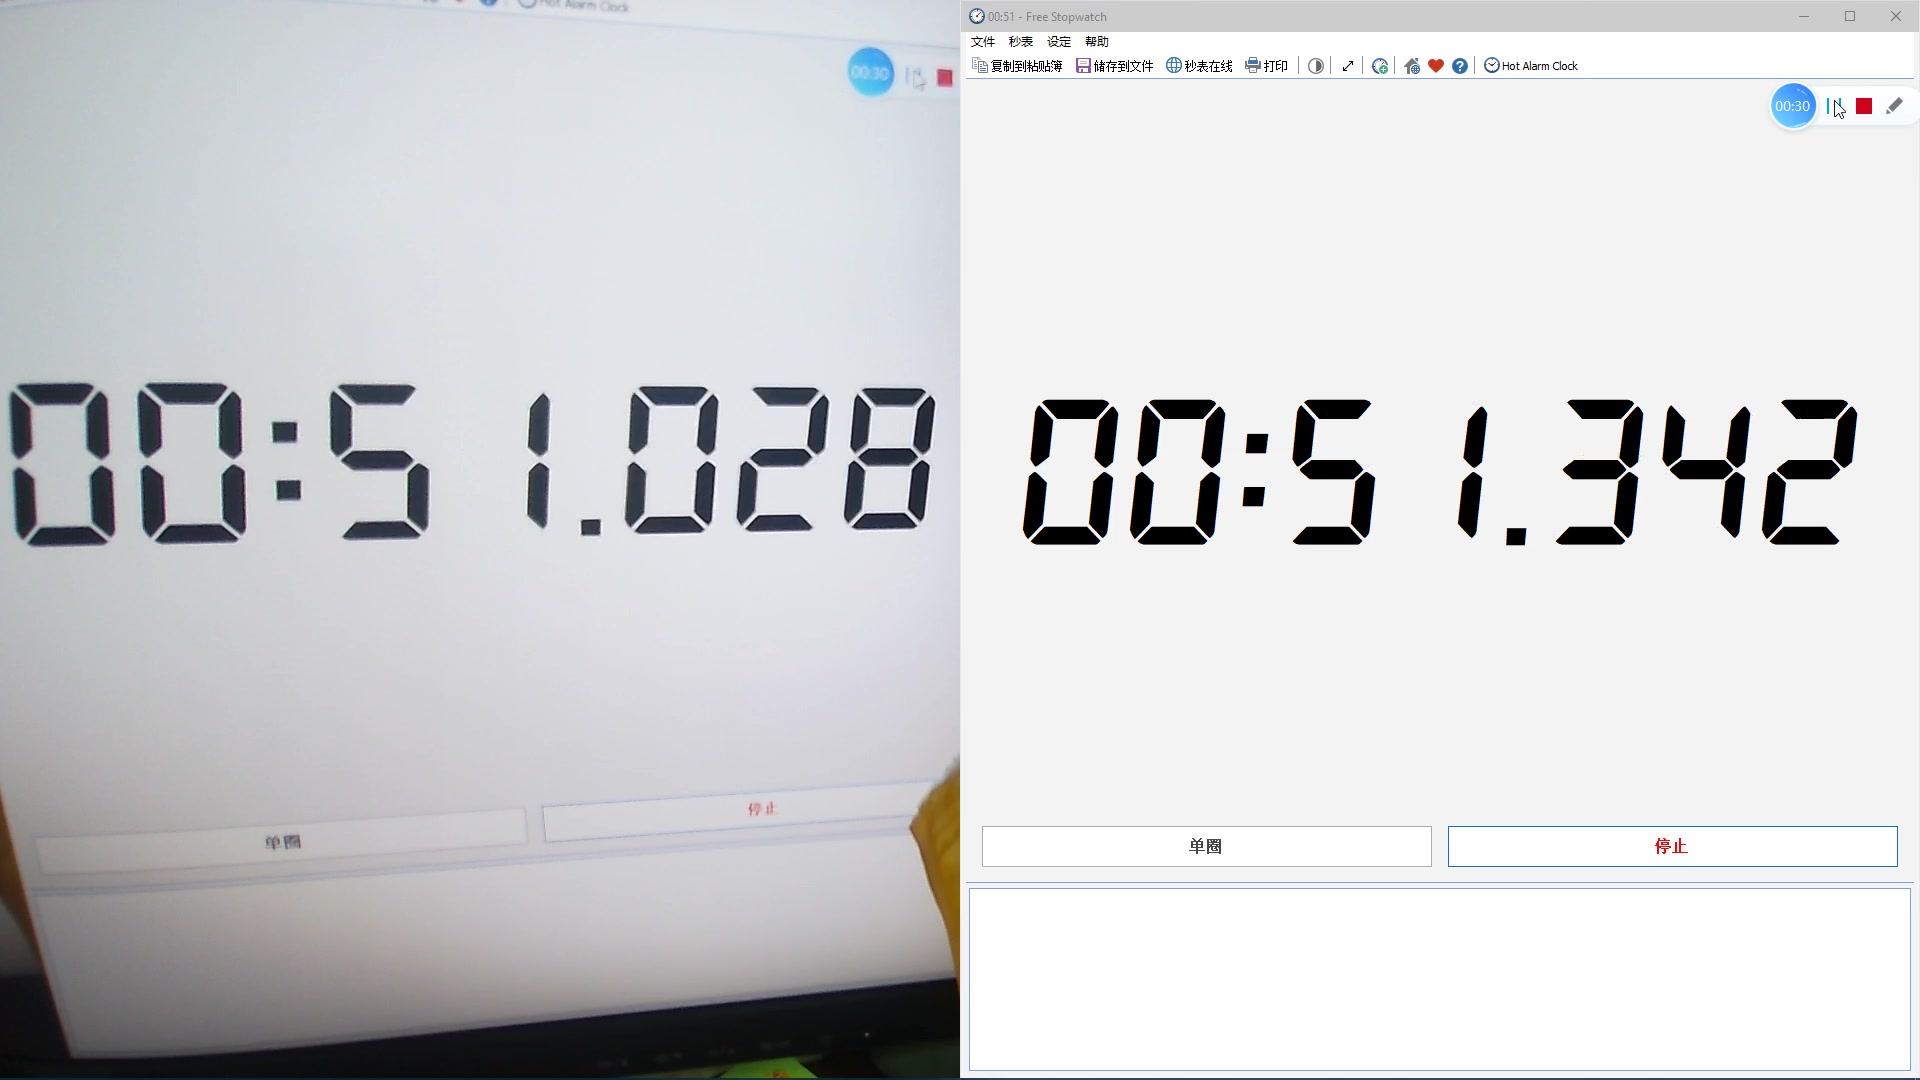 Hot Alarm Clock
00:30
00:51.028
单圈
停止
00:51 - Free Stopwatch
文件 秒表 设定 帮助
复制到粘贴簿 储存到文件 秒表在线 打印 Hot Alarm Clock
00:30
00:51.342
单圈
停止